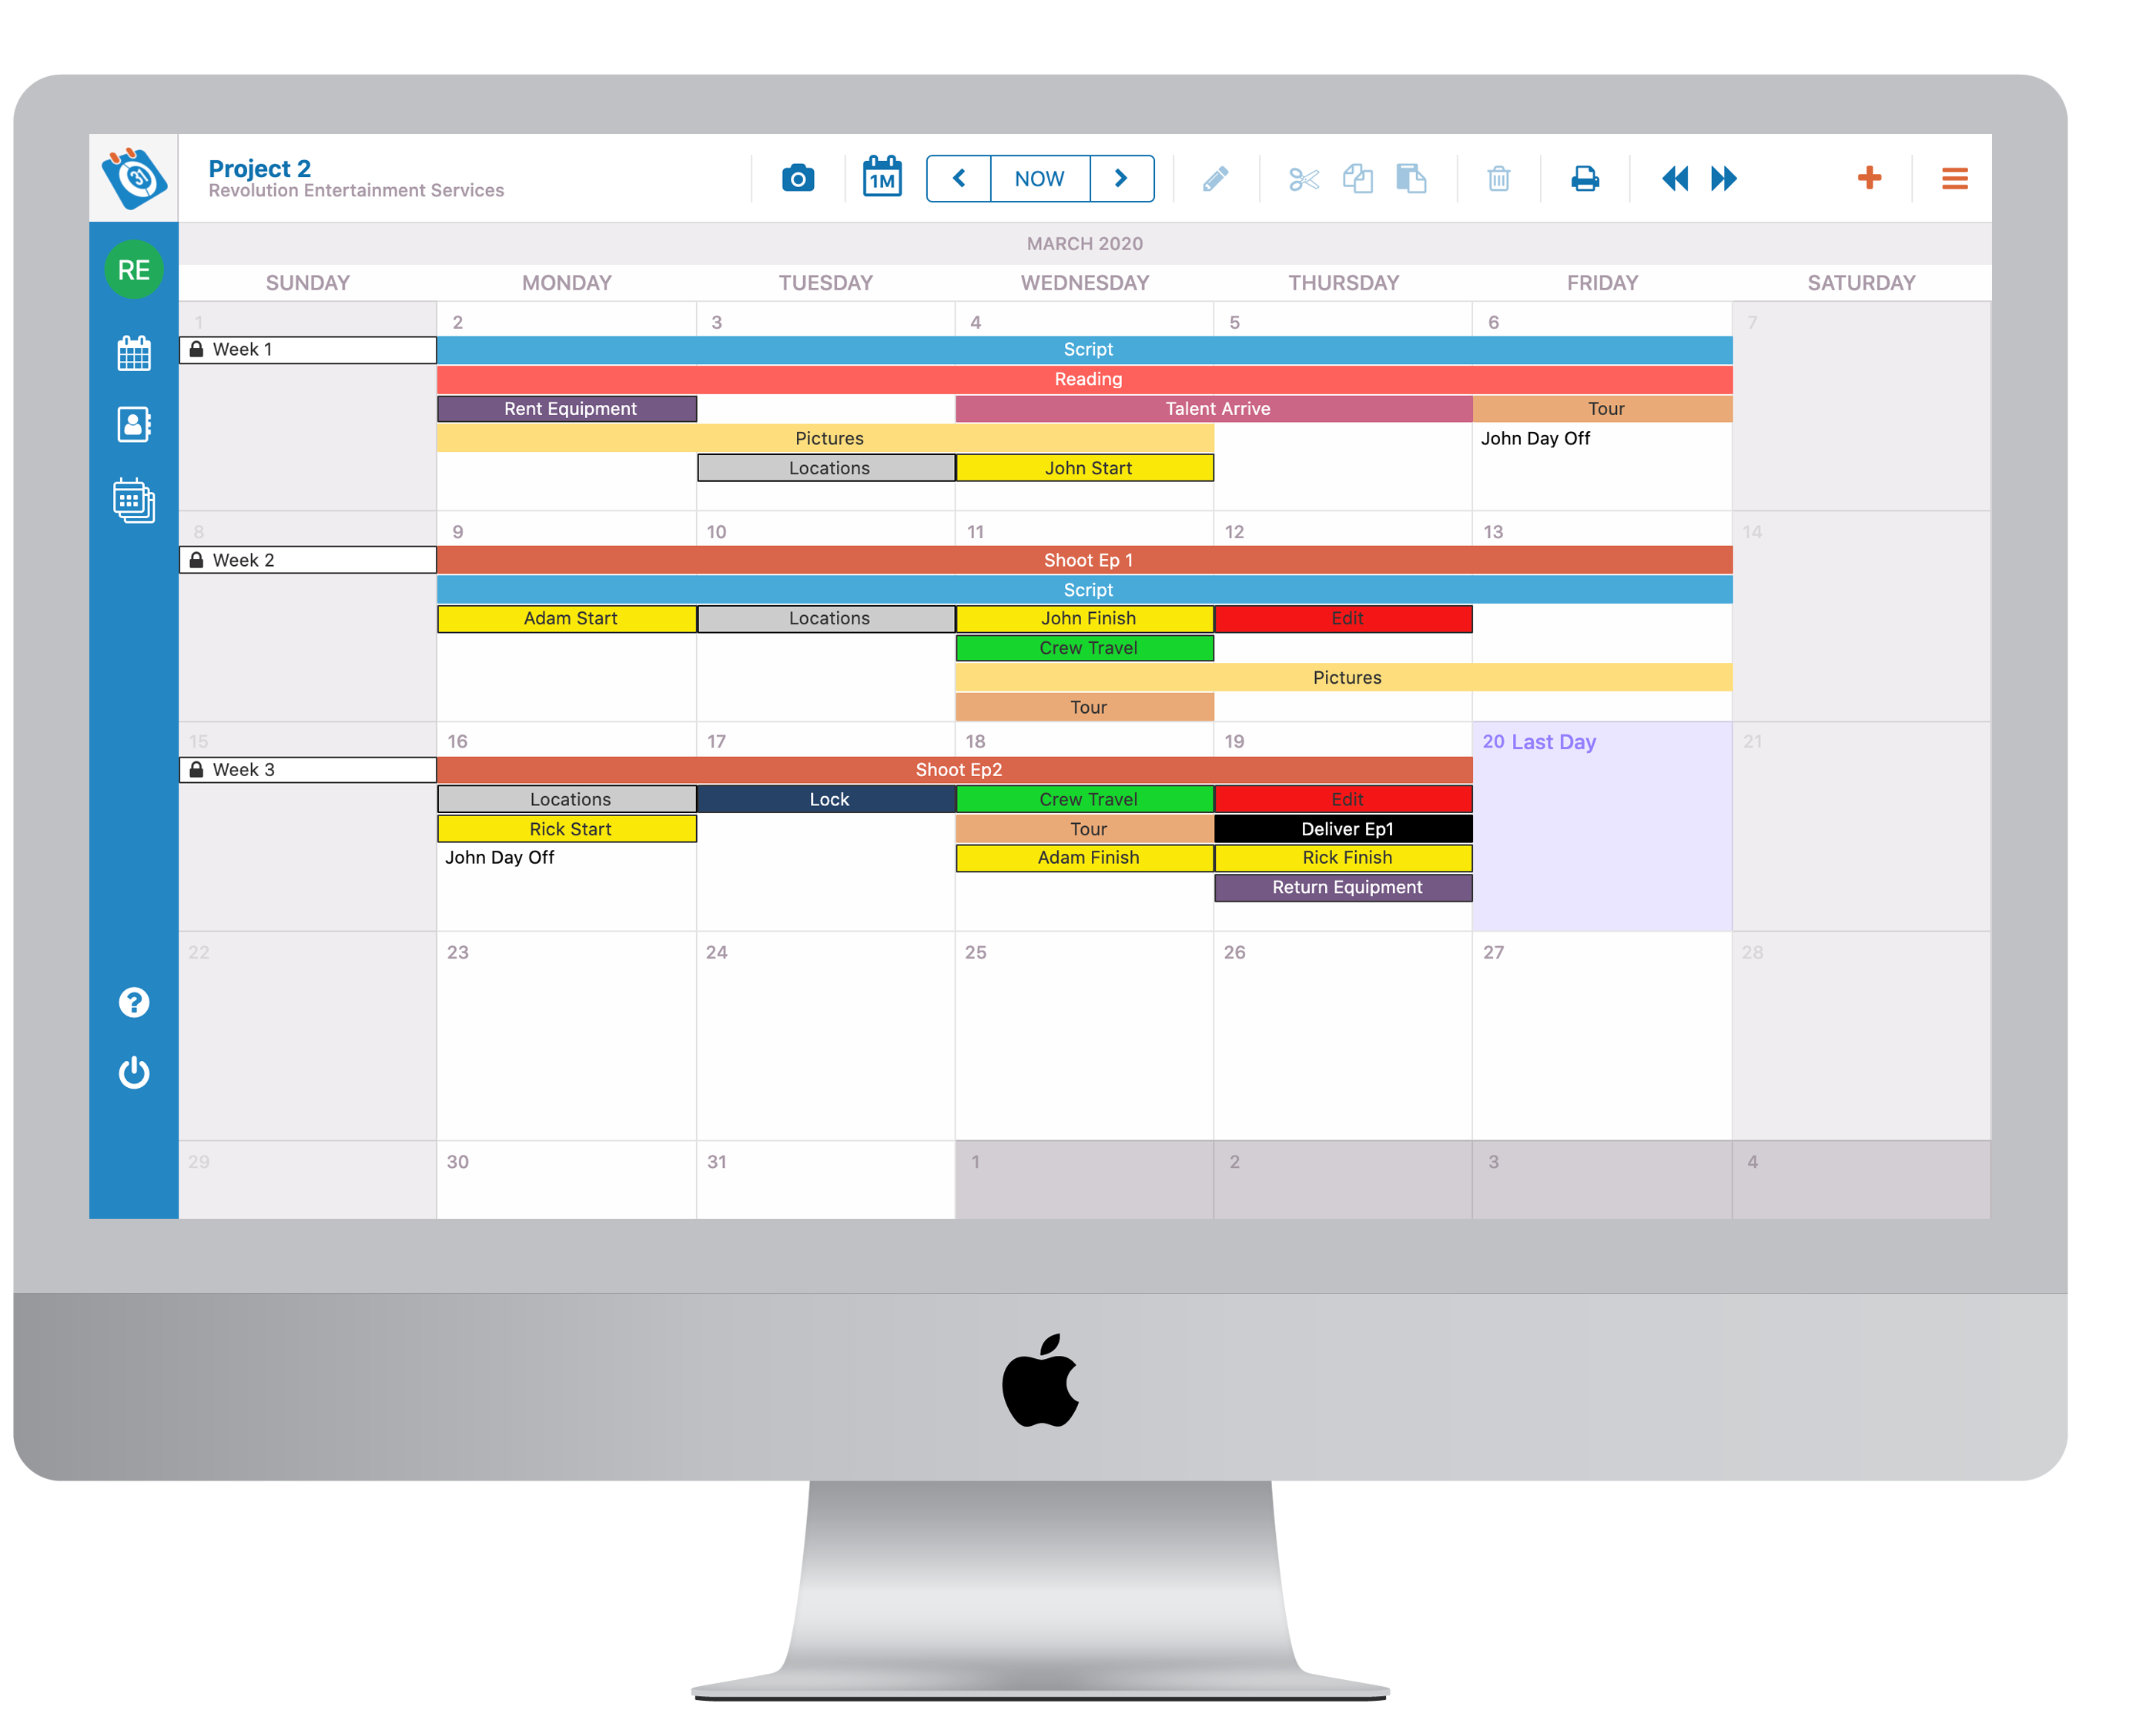 31
Project 2
Revolution Entertainment Services
1M
NOW
RE
MARCH 2020
SUNDAY MONDAY TUESDAY WEDNESDAY THURSDAY FRIDAY SATURDAY
1 2 3 4 5 6 7
Week 1 Script
Reading
Rent Equipment Talent Arrive Tour
Pictures John Day Off
Locations John Start
8 9 10 11 12 13 14
Week 2 Shoot Ep 1
Script
Adam Start Locations John Finish Edit
Crew Travel
Pictures
Tour
15 16 17 18 19 20 Last Day 21
Week 3 Shoot Ep2
Locations Lock Crew Travel Edit
Rick Start Tour Deliver Ep1
John Day Off Adam Finish Rick Finish
Return Equipment
22 23 24 25 26 27 28
29 30 31 1 2 3 4